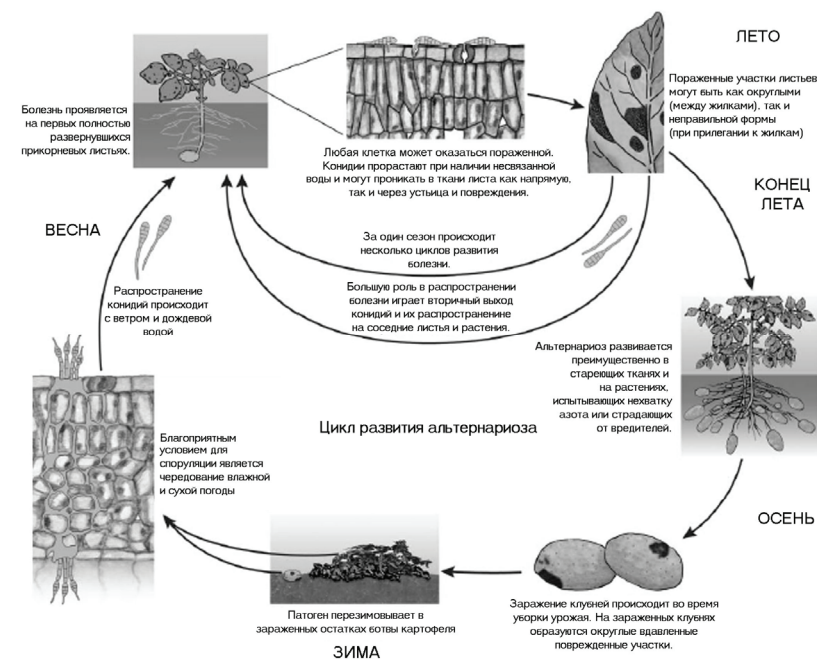 ЛЕТО
Болезнь проявляется
на первых полностью
развернувшихся
прикорневых листьях.
Любая клетка может оказаться пораженной.
Конидии прорастают при наличии несвязанной
воды и могут проникать в ткани листа как напрямую,
так и через устьица и повреждения.
Пораженные участки листьев
могут быть как округлыми
(между жилками), так и
неправильной формы
(при прилегании к жилкам)
КОНЕЦ
ЛЕТА
ВЕСНА
За один сезон происходит
несколько циклов развития
болезни.
Большую роль в распространении
болезни играет вторичный выход
конидий и их распространине
на соседние листья и растения.
Распространение
конидий происходит
с ветром и дождевой
водой
Альтернариоз развивается
преимущественно в
стареющих тканях и
на растениях,
испытывающих нехватку
азота или страдающих
от вредителей.
Цикл развития альтернариоза
Благоприятным
условием для
споруляции является
чередование влажной
и сухой погоды
ОСЕНЬ
Заражение клубней происходит во время
уборки урожая. На зараженных клубнях
образуются округлые вдавленные
поврежденные участки.
Патоген перезимовывает в
зараженных остатках ботвы картофеля
ЗИМА